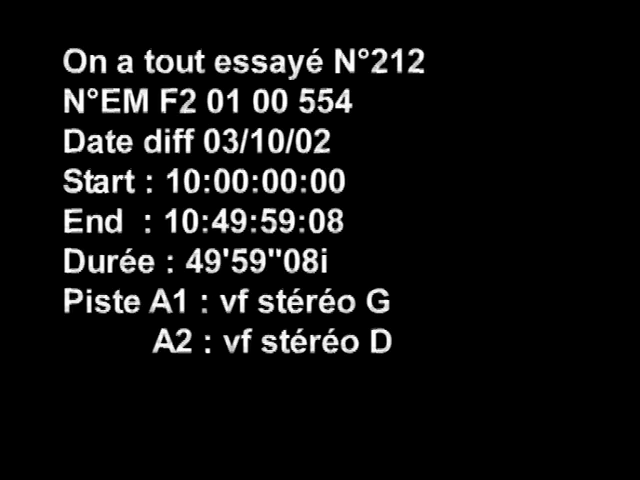 On a tout essayé N°212
N°EM F2 01 00 554
Date diff 03/10/02
Start : 10:00:00:00
End  : 10:49:59:08
Durée : 49'59"08i
Piste A1 : vf stéréo G
A2 : vf stéréo D